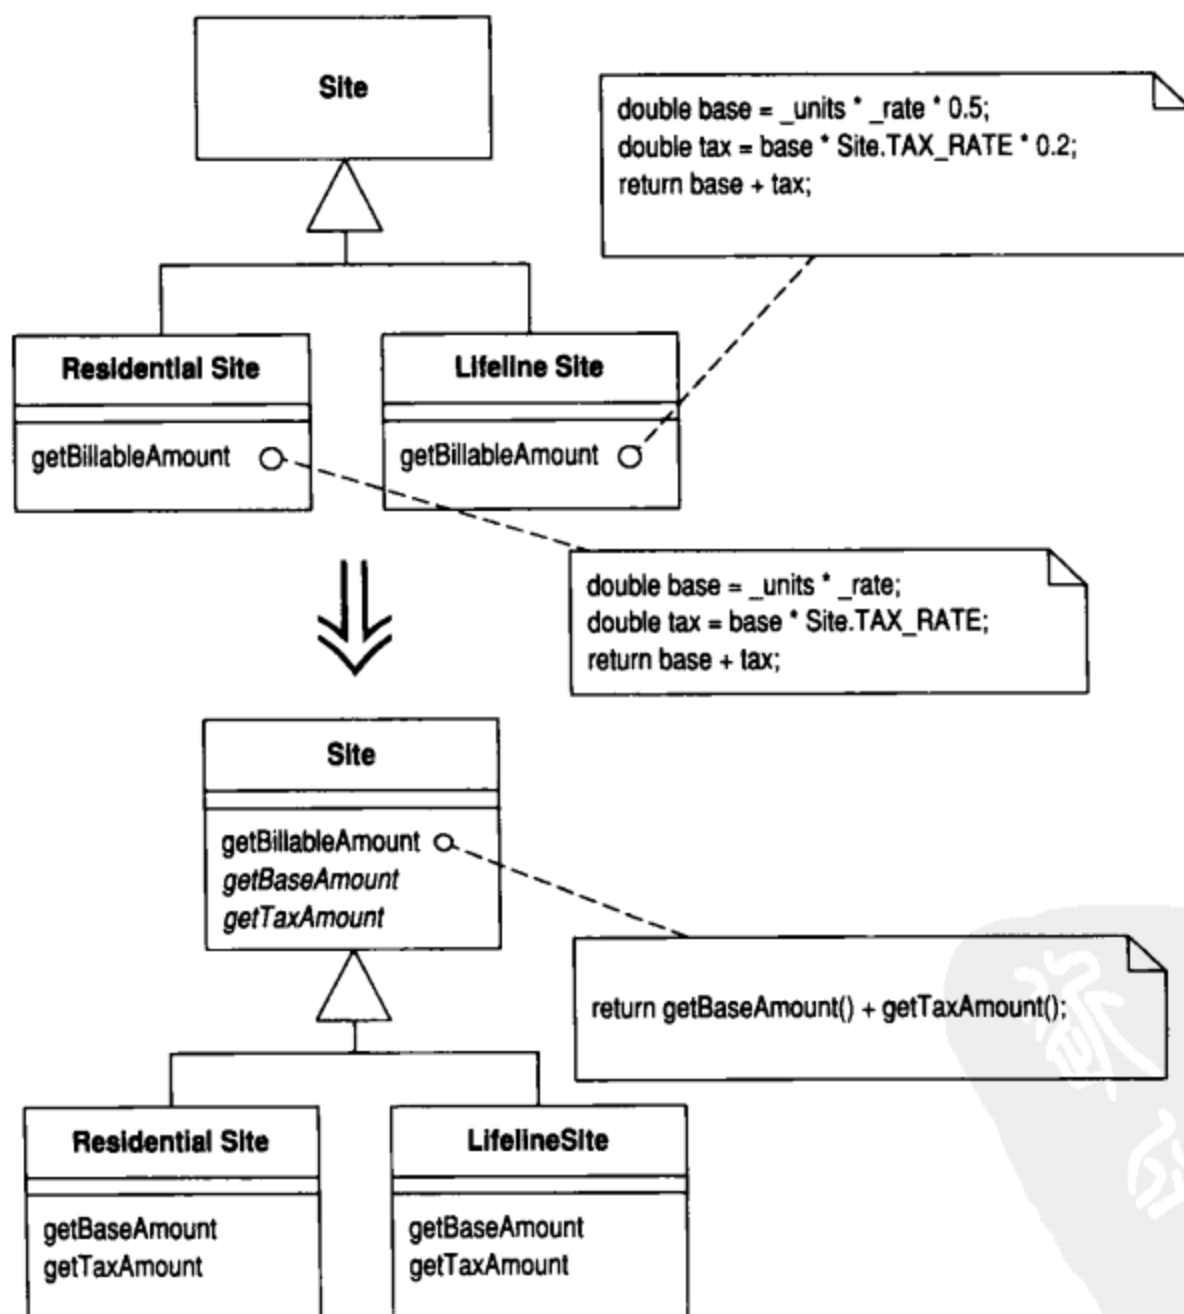 Site
double base = _units * _rate * 0.5;
double tax = base * Site.TAX_RATE * 0.2;
return base + tax;
Residential Site
getBillableAmount
Lifeline Site
getBillableAmount
double base = _units * _rate;
double tax = base * Site.TAX_RATE;
return base + tax;
Site
getBillableAmount
getBaseAmount
getTaxAmount
return getBaseAmount() + getTaxAmount();
Residential Site
getBaseAmount
getTaxAmount
LifelineSite
getBaseAmount
getTaxAmount